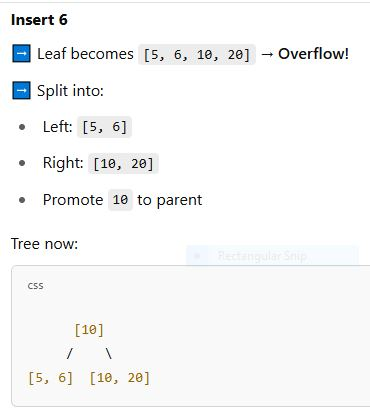 Insert 6
➡ Leaf becomes [5, 6, 10, 20] → Overflow!
➡ Split into:
• Left: [5, 6]
• Right: [10, 20]
• Promote 10 to parent
Tree now:
Rectangular Snip
css
[10]
/ \
[5, 6] [10, 20]